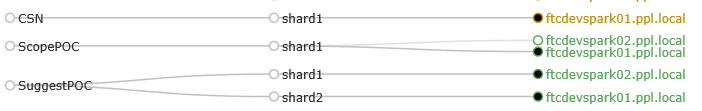 CSN shard1 ftcdevspark01.ppl.local
ScopePOC shard1 ftcdevspark02.ppl.local
ftcdevspark01.ppl.local
SuggestPOC shard1 ftcdevspark02.ppl.local
shard2 ftcdevspark01.ppl.local